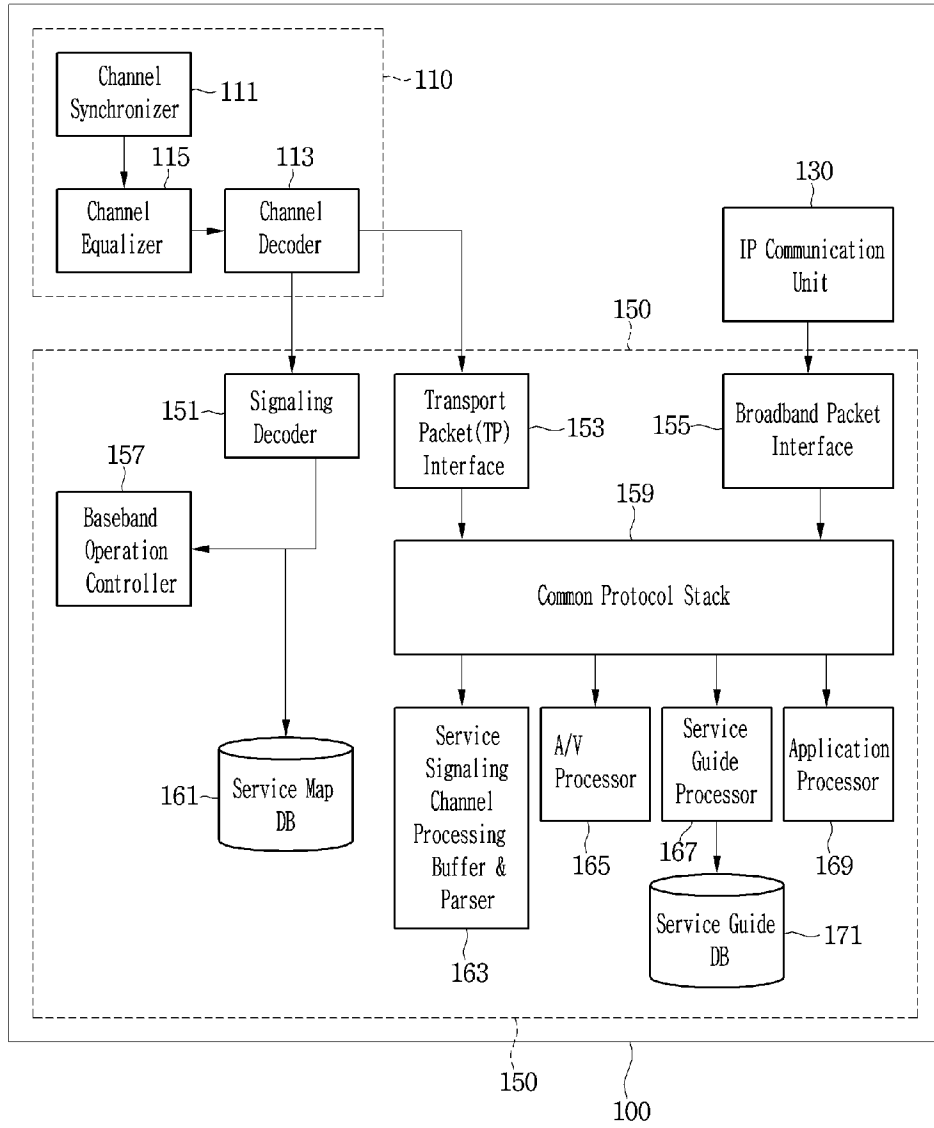 Channel
Synchronizer
111
110
115
113
Channel
Equalizer
Channel
Decoder
130
IP Communication
Unit
150
151
Signaling
Decoder
Transport
Packet(TP)
Interface
153
155
Broadband Packet
Interface
157
Baseband
Operation
Controller
159
Common Protocol Stack
161
Service Map
DB
Service
Signaling
Channel
Processing
Buffer &
Parser
163
A/V
Processor
165
Service
Guide
Processor
167
Application
Processor
169
Service Guide
DB
171
150
100